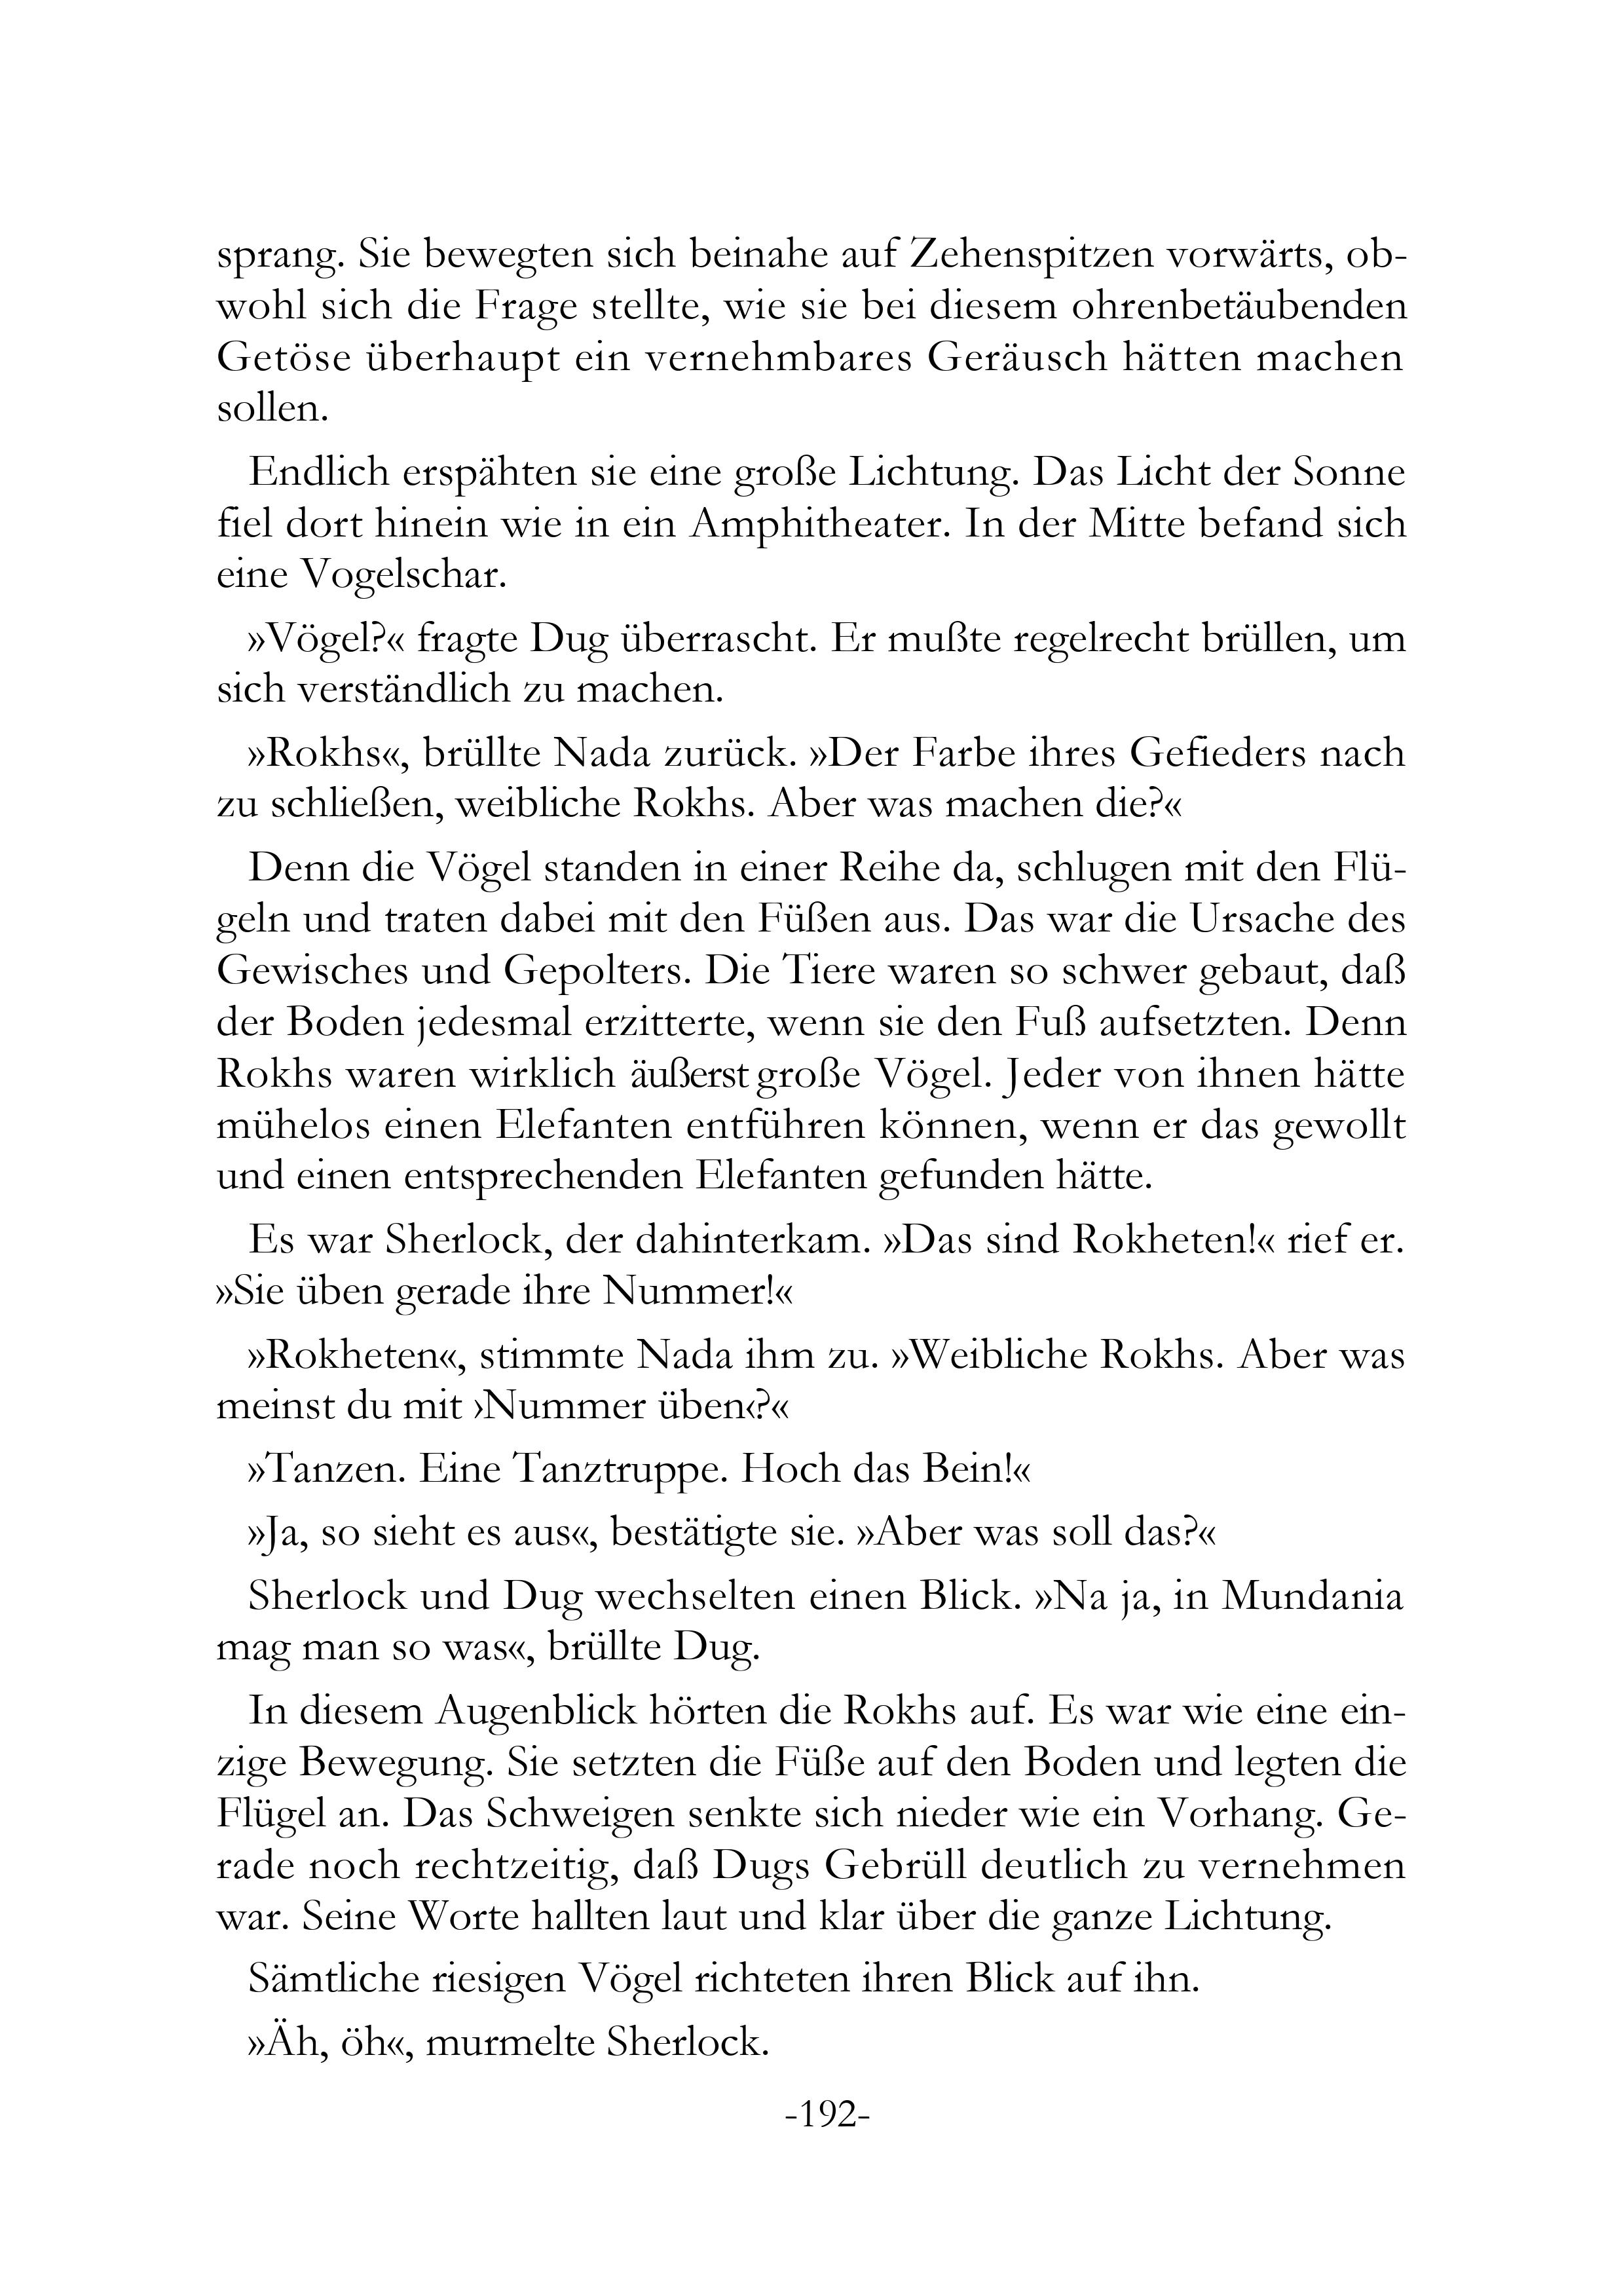 sprang. Sie bewegten sich beinahe auf Zehenspitzen vorwärts, ob-
wohl sich die Frage stellte, wie sie bei diesem ohrenbetäubenden
Getöse überhaupt ein vernehmbares Geräusch hätten machen
sollen.
Endlich erspähten sie eine große Lichtung. Das Licht der Sonne
fiel dort hinein wie in ein Amphitheater. In der Mitte befand sich
eine Vogelschar.
»Vögel?« fragte Dug überrascht. Er mußte regelrecht brüllen, um
sich verständlich zu machen.
»Rokhs«, brüllte Nada zurück. »Der Farbe ihres Gefieders nach
zu schließen, weibliche Rokhs. Aber was machen die?«
Denn die Vögel standen in einer Reihe da, schlugen mit den Flü-
geln und traten dabei mit den Füßen aus. Das war die Ursache des
Gewisches und Gepolters. Die Tiere waren so schwer gebaut, daß
der Boden jedesmal erzitterte, wenn sie den Fuß aufsetzten. Denn
Rokhs waren wirklich äußerst große Vögel. Jeder von ihnen hätte
mühelos einen Elefanten entführen können, wenn er das gewollt
und einen entsprechenden Elefanten gefunden hätte.
Es war Sherlock, der dahinterkam. »Das sind Rokheten!« rief er.
»Sie üben gerade ihre Nummer!«
»Rokheten«, stimmte Nada ihm zu. »Weibliche Rokhs. Aber was
meinst du mit ›Nummer üben‹?«
»Tanzen. Eine Tanztruppe. Hoch das Bein!«
»Ja, so sieht es aus«, bestätigte sie. »Aber was soll das?«
Sherlock und Dug wechselten einen Blick. »Na ja, in Mundania
mag man so was«, brüllte Dug.
In diesem Augenblick hörten die Rokhs auf. Es war wie eine ein-
zige Bewegung. Sie setzten die Füße auf den Boden und legten die
Flügel an. Das Schweigen senkte sich nieder wie ein Vorhang. Ge-
rade noch rechtzeitig, daß Dugs Gebrüll deutlich zu vernehmen
war. Seine Worte hallten laut und klar über die ganze Lichtung.
Sämtliche riesigen Vögel richteten ihren Blick auf ihn.
»Äh, öh«, murmelte Sherlock.
-192-